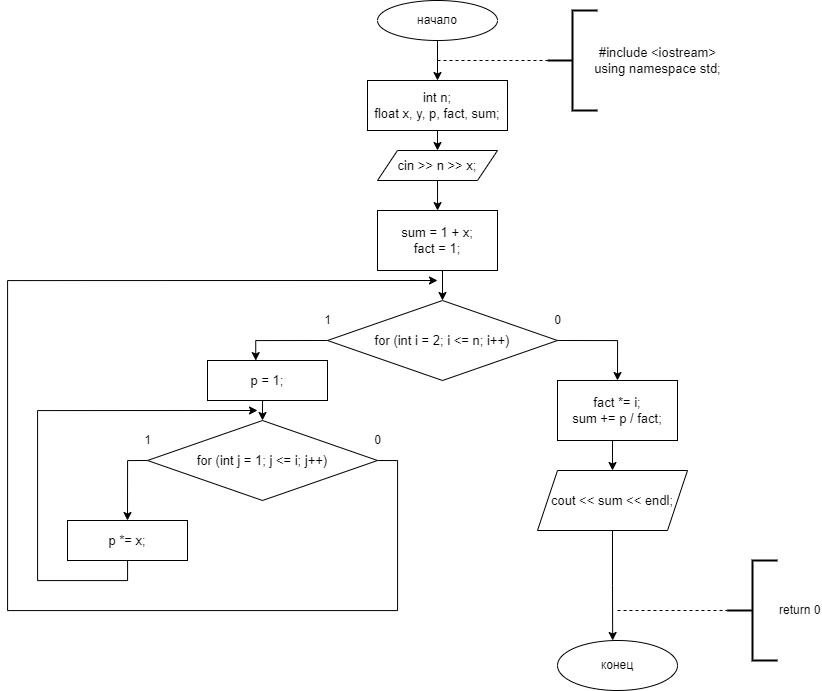 начало
#include <iostream>
using namespace std;
int n;
float x, y, p, fact, sum;
cin >> n >> x;
sum = 1 + x;
fact = 1;
1
0
for (int i = 2; i <= n; i++)
p = 1;
fact *= i;
sum += p / fact;
1
0
for (int j = 1; j <= i; j++)
cout << sum << endl;
p *= x;
return 0
конец